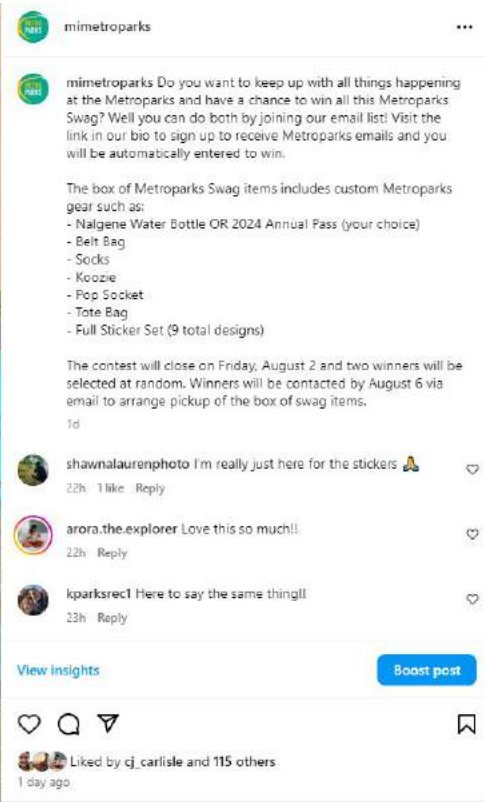 METRO
PARKS
mimetroparks
METRO
PARKS
mimetroparks Do you want to keep up with all things happening
at the Metroparks and have a chance to win all this Metroparks
Swag? Well you can do both by joining our email list! Visit the
link in our bio to sign up to receive Metroparks emails and you
will be automatically entered to win.
The box of Metroparks Swag items includes custom Metroparks
gear such as:
- Nalgene Water Bottle OR 2024 Annual Pass (your choice)
- Belt Bag
- Socks
- Koozie
- Pop Socket
- Tote Bag
- Full Sticker Set (9 total designs)
The contest will close on Friday, August 2 and two winners will be
selected at random. Winners will be contacted by August 6 via
email to arrange pickup of the box of swag items.
1d
shawnalaurenphoto I'm really just here for the stickers 🙏
22h 1 like Reply
arora.the.explorer Love this so much!!
22h Reply
kparksrec1 Here to say the same thing!!
23h Reply
View insights
Boost post
Liked by cj_carlisle and 115 others
1 day ago